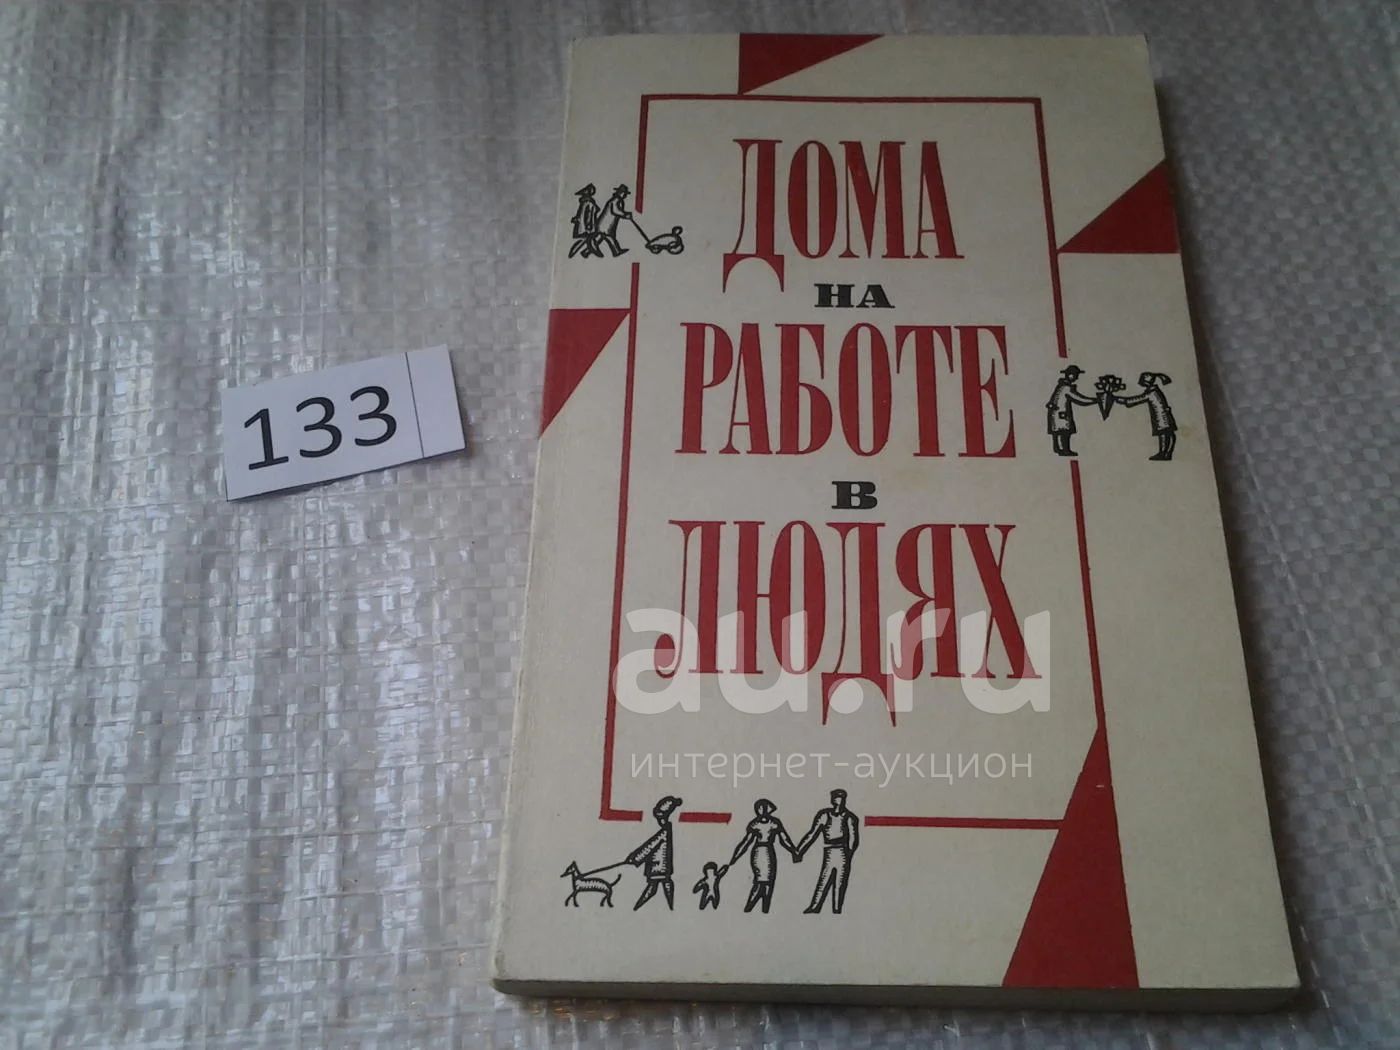 133
ДОМА
НА
РАБОТЕ
В
ЛЮДЯХ
au.ru
интернет-аукцион